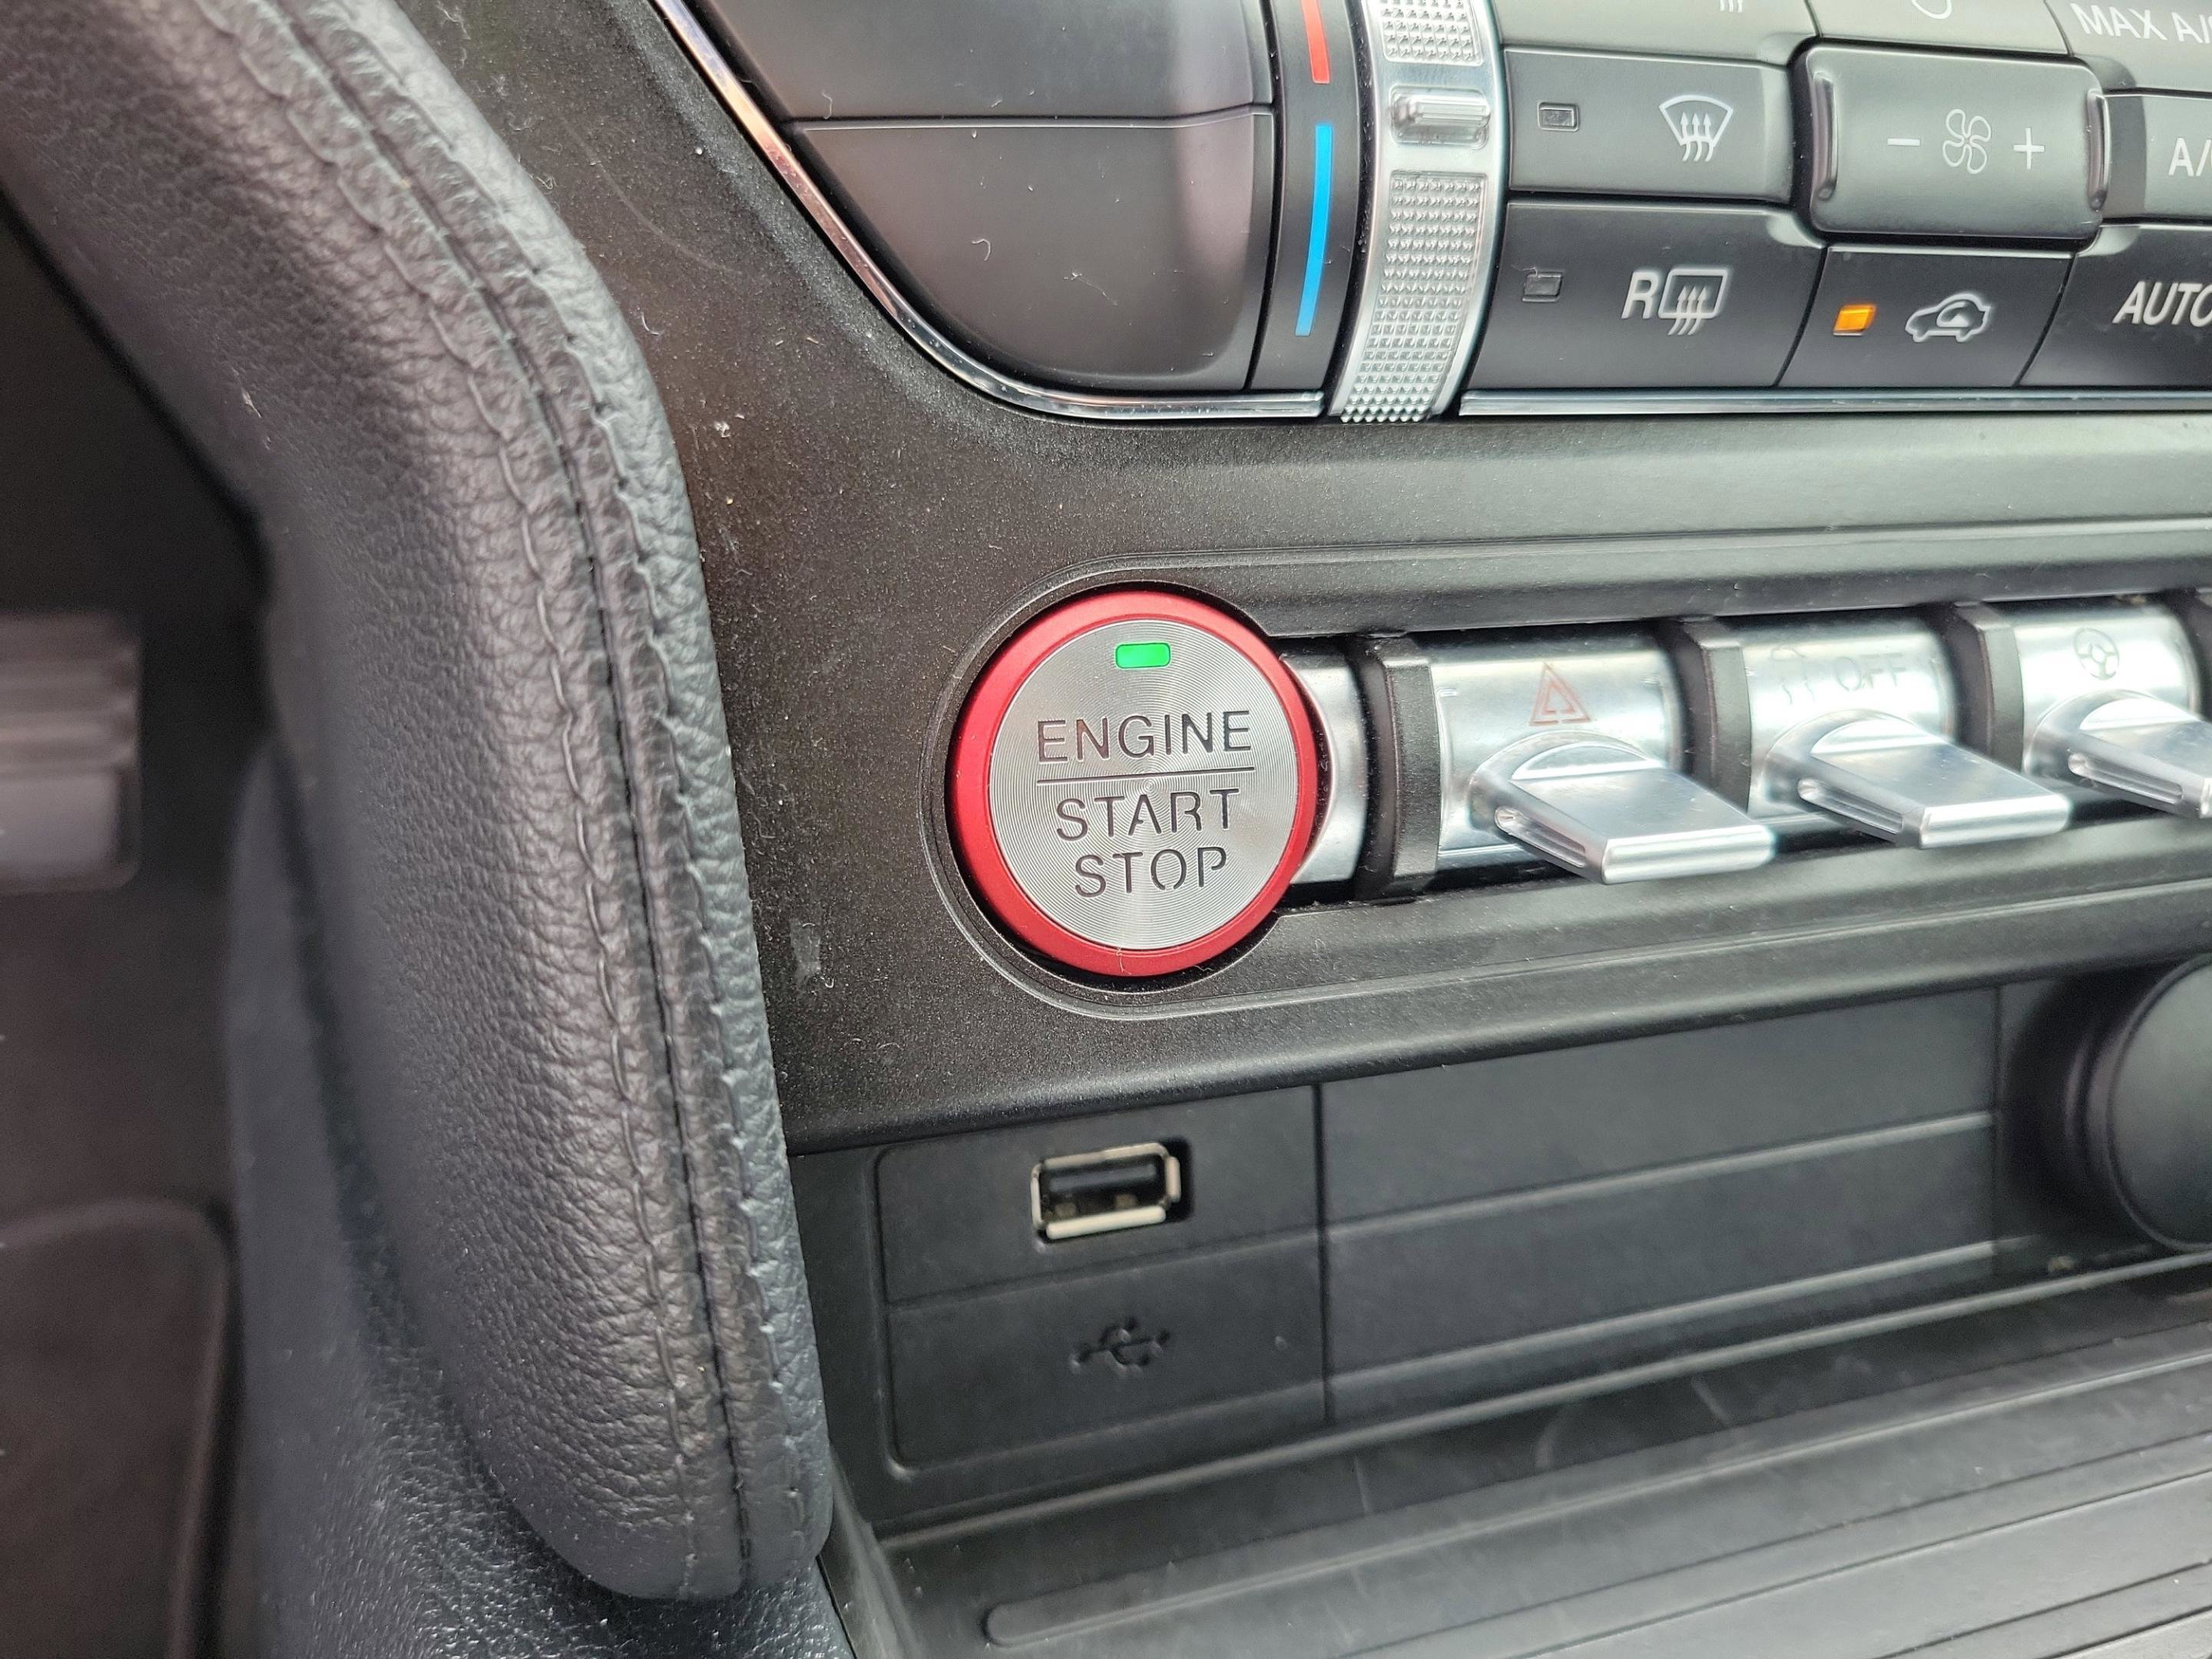 MAX A/
A/
R
AUTO
ENGINE
START
STOP
OFF